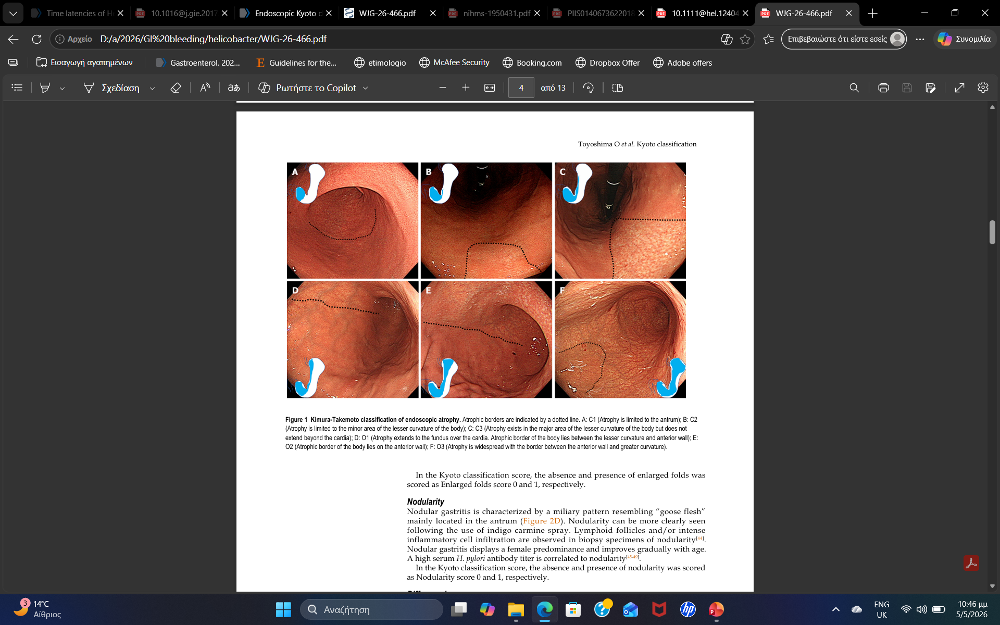 Time latencies of H
10.1016@j.gie.2017
Endoscopic Kyoto c
WJG-26-466.pdf
nihms-1950431.pdf
PIIS0140673622018
10.1111@hel.12404
WJG-26-466.pdf
Αρχείο
D:/a/2026/GI%20bleeding/helicobacter/WJG-26-466.pdf
Επιβεβαιώστε ότι είστε εσείς
Συνομιλία
Εισαγωγή αγαπημένων
Gastroenterol. 202...
Guidelines for the...
etimologio
McAfee Security
Booking.com
Dropbox Offer
Adobe offers
Σχεδίαση
aあ
Ρωτήστε το Copilot
4
από 13
Toyoshima O et al. Kyoto classification
A
B
C
D
E
F
Figure 1 Kimura-Takemoto classification of endoscopic atrophy. Atrophic borders are indicated by a dotted line. A: C1 (Atrophy is limited to the antrum); B: C2
(Atrophy is limited to the minor area of the lesser curvature of the body); C: C3 (Atrophy exists in the major area of the lesser curvature of the body but does not
extend beyond the cardia); D: O1 (Atrophy extends to the fundus over the cardia. Atrophic border of the body lies between the lesser curvature and anterior wall); E:
O2 (Atrophic border of the body lies on the anterior wall); F: O3 (Atrophy is widespread with the border between the anterior wall and greater curvature).
In the Kyoto classification score, the absence and presence of enlarged folds was
scored as Enlarged folds score 0 and 1, respectively.
Nodularity
Nodular gastritis is characterized by a miliary pattern resembling “goose flesh”
mainly located in the antrum (Figure 2D). Nodularity can be more clearly seen
following the use of indigo carmine spray. Lymphoid follicles and/or intense
inflammatory cell infiltration are observed in biopsy specimens of nodularity[44].
Nodular gastritis displays a female predominance and improves gradually with age.
A high serum H. pylori antibody titer is correlated to nodularity[45-49].
In the Kyoto classification score, the absence and presence of nodularity was scored
as Nodularity score 0 and 1, respectively.
3
14°C
Αίθριος
Αναζήτηση
ENG
UK
10:46 μμ
5/5/2026